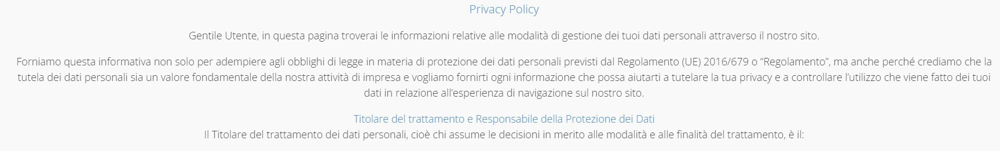 Privacy Policy
Gentile Utente, in questa pagina troverai le informazioni relative alle modalità di gestione dei tuoi dati personali attraverso il nostro sito.
Forniamo questa informativa non solo per adempiere agli obblighi di legge in materia di protezione dei dati personali previsti dal Regolamento (UE) 2016/679 o “Regolamento”, ma anche perché crediamo che la
tutela dei dati personali sia un valore fondamentale della nostra attività di impresa e vogliamo fornirti ogni informazione che possa aiutarti a tutelare la tua privacy e a controllare l’utilizzo che viene fatto dei tuoi
dati in relazione all’esperienza di navigazione sul nostro sito.
Titolare del trattamento e Responsabile della Protezione dei Dati
Il Titolare del trattamento dei dati personali, cioè chi assume le decisioni in merito alle modalità e alle finalità del trattamento, è il: